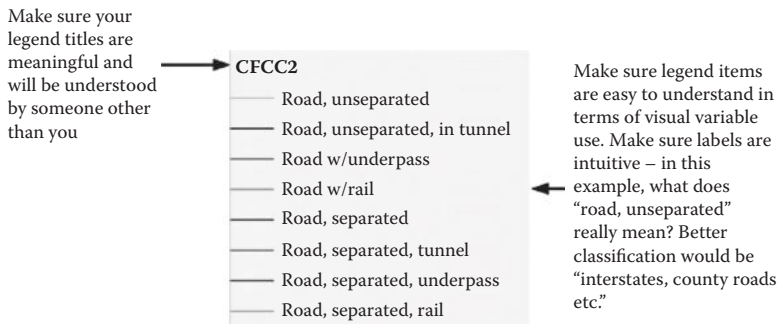 Make sure your
legend titles are
meaningful and
will be understood
by someone other
than you
CFCC2
Road, unseparated
Road, unseparated, in tunnel
Road w/underpass
Road w/rail
Road, separated
Road, separated, tunnel
Road, separated, underpass
Road, separated, rail
Make sure legend items
are easy to understand in
terms of visual variable
use. Make sure labels are
intuitive – in this
example, what does
“road, unseparated”
really mean? Better
classification would be
“interstates, county roads
etc.”